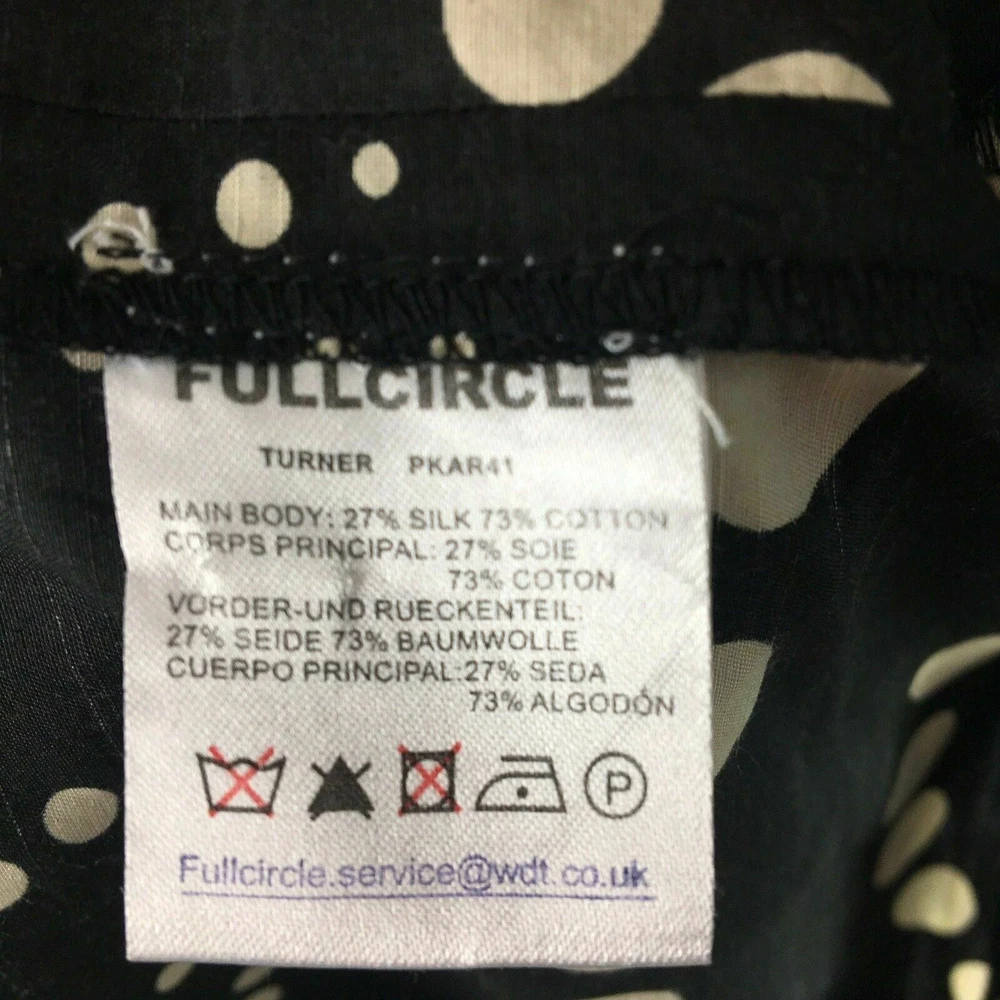 FULLCIRCLE
TURNER PKAR41
MAIN BODY: 27% SILK 73% COTTON
CORPS PRINCIPAL: 27% SOIE
73% COTON
VORDER-UND RUECKENTEIL:
27% SEIDE 73% BAUMWOLLE
CUERPO PRINCIPAL:27% SEDA
73% ALGODÓN
P
Fullcircle.service@wdt.co.uk